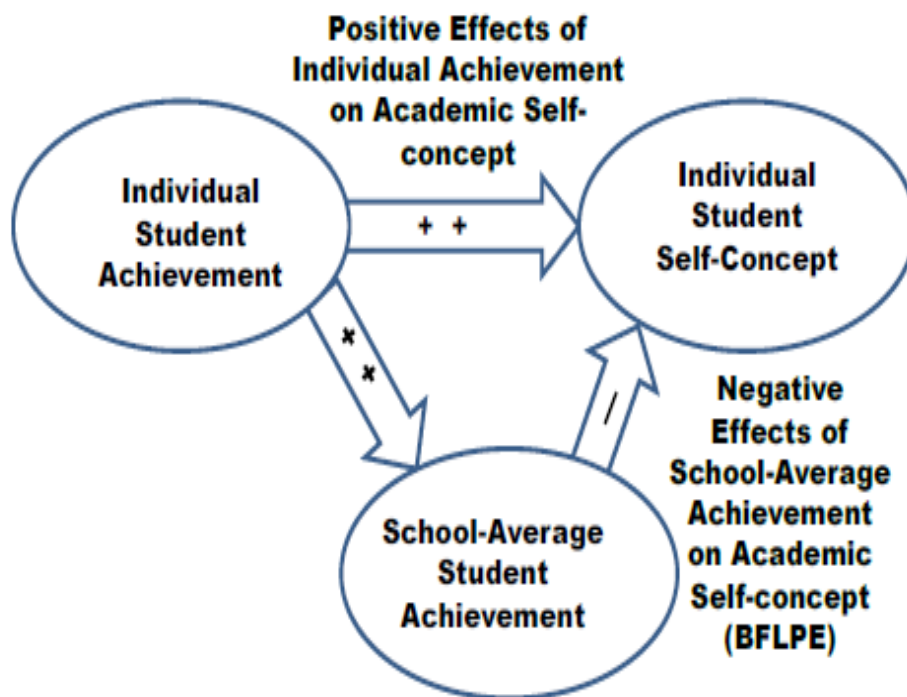 Positive Effects of
Individual Achievement
on Academic Self-
concept
Individual
Student
Achievement
+ +
Individual
Student
Self-Concept
+ +
−
School-Average
Student
Achievement
Negative
Effects of
School-Average
Achievement
on Academic
Self-concept
(BFLPE)